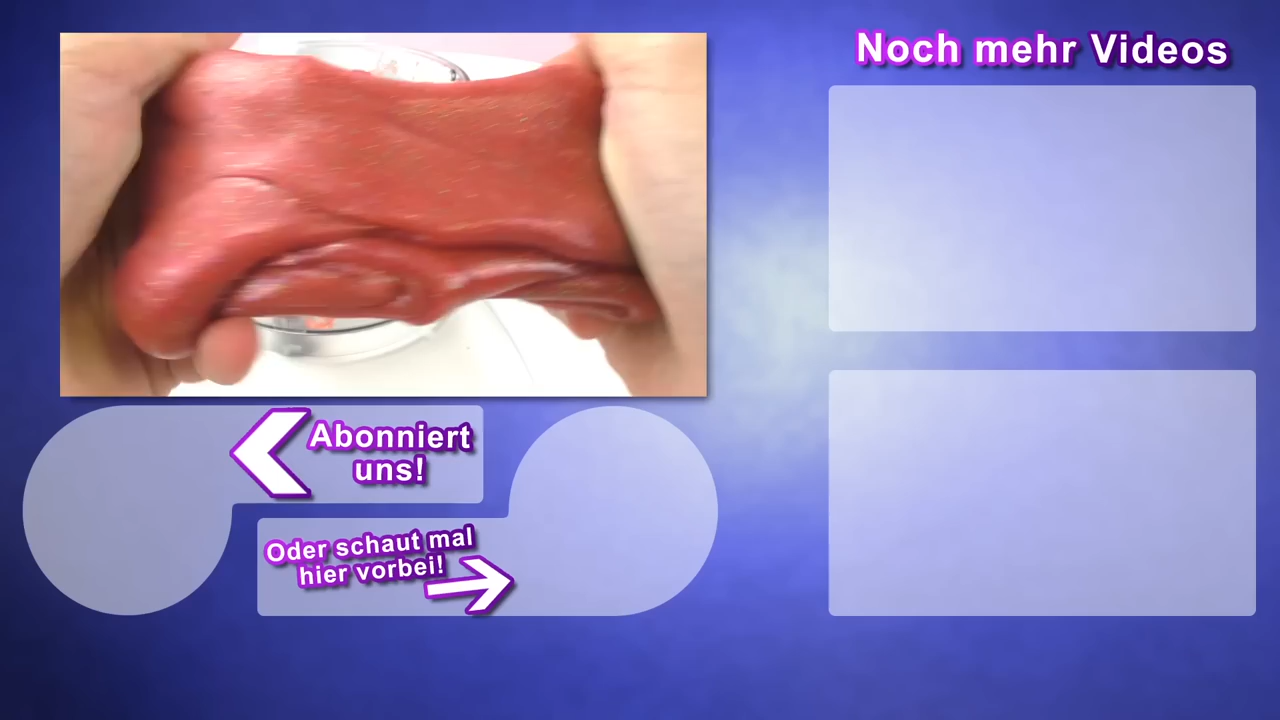 Noch mehr Videos
Abonniert
uns!
Oder schaut mal
hier vorbei!